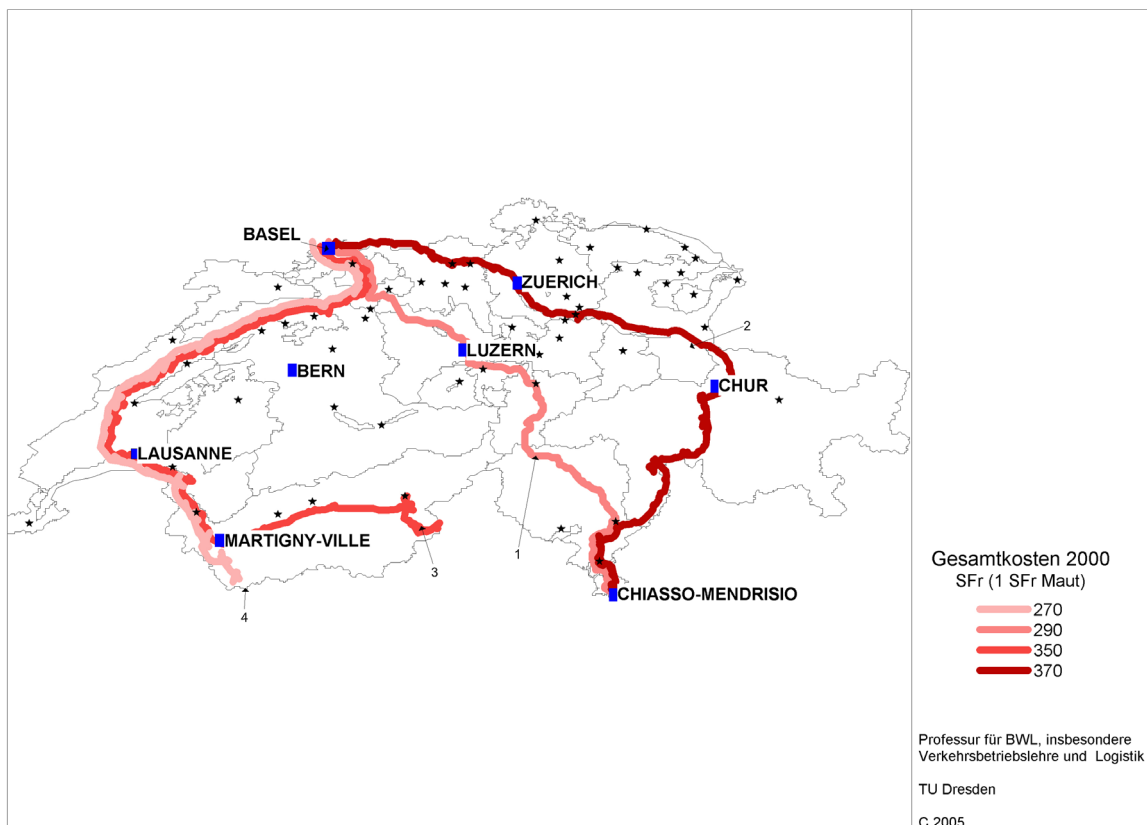 BASEL
ZUERICH
2
LUZERN
BERN
CHUR
LAUSANNE
MARTIGNY-VILLE
1
3
CHIASSO-MENDRISIO
4
Gesamtkosten 2000
SFr (1 SFr Maut)
270
290
350
370
Professur für BWL, insbesondere
Verkehrsbetriebslehre und Logistik
TU Dresden
C 2005